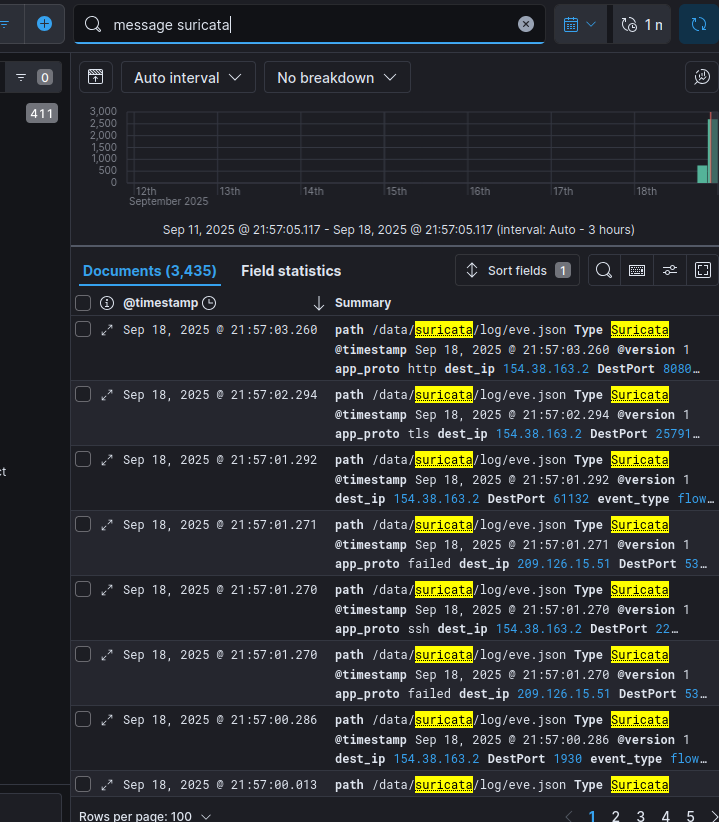 message suricata
1 n
0
411
Auto interval
No breakdown
3,000
2,500
2,000
1,500
1,000
500
0
12th 13th 14th 15th 16th 17th 18th
September 2025
Sep 11, 2025 @ 21:57:05.117 - Sep 18, 2025 @ 21:57:05.117 (interval: Auto - 3 hours)
Documents (3,435) Field statistics Sort fields 1
@timestamp Summary
Sep 18, 2025 @ 21:57:03.260 path /data/suricata/log/eve.json Type Suricata
@timestamp Sep 18, 2025 @ 21:57:03.260 @version 1
app_proto http dest_ip 154.38.163.2 DestPort 8080…
Sep 18, 2025 @ 21:57:02.294 path /data/suricata/log/eve.json Type Suricata
@timestamp Sep 18, 2025 @ 21:57:02.294 @version 1
app_proto tls dest_ip 154.38.163.2 DestPort 25791…
Sep 18, 2025 @ 21:57:01.292 path /data/suricata/log/eve.json Type Suricata
ct
@timestamp Sep 18, 2025 @ 21:57:01.292 @version 1
dest_ip 154.38.163.2 DestPort 61132 event_type flow…
Sep 18, 2025 @ 21:57:01.271 path /data/suricata/log/eve.json Type Suricata
@timestamp Sep 18, 2025 @ 21:57:01.271 @version 1
app_proto failed dest_ip 209.126.15.51 DestPort 53…
Sep 18, 2025 @ 21:57:01.270 path /data/suricata/log/eve.json Type Suricata
@timestamp Sep 18, 2025 @ 21:57:01.270 @version 1
app_proto ssh dest_ip 154.38.163.2 DestPort 22…
Sep 18, 2025 @ 21:57:01.270 path /data/suricata/log/eve.json Type Suricata
@timestamp Sep 18, 2025 @ 21:57:01.270 @version 1
app_proto failed dest_ip 209.126.15.51 DestPort 53…
Sep 18, 2025 @ 21:57:00.286 path /data/suricata/log/eve.json Type Suricata
@timestamp Sep 18, 2025 @ 21:57:00.286 @version 1
dest_ip 154.38.163.2 DestPort 1930 event_type flow…
Sep 18, 2025 @ 21:57:00.013 path /data/suricata/log/eve.json Type Suricata
Rows per page: 100 1 2 3 4 5